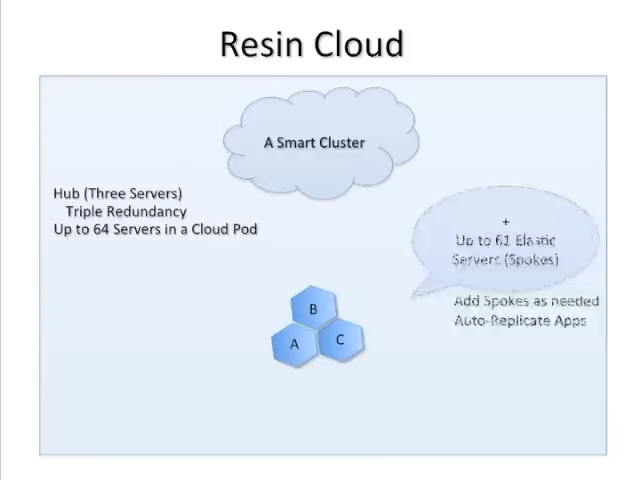 Resin Cloud
A Smart Cluster
Hub (Three Servers)
Triple Redundancy
Up to 64 Servers in a Cloud Pod
+
Up to 61 Elastic
Servers (Spokes)
Add Spokes as needed
Auto-Replicate Apps
B
A
C